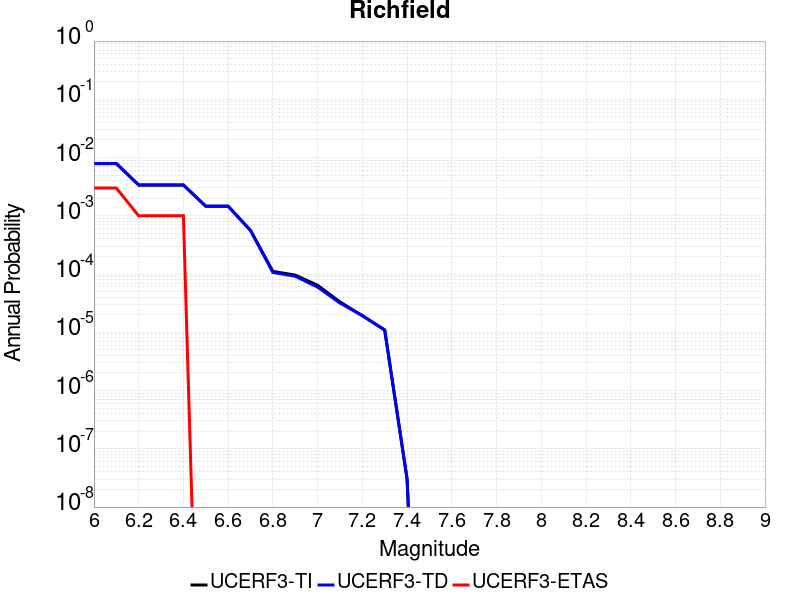 Richfield
10 0
10 -1
10 -2
10 -3
10 -4
10 -5
10 -6
10 -7
10 -8
Annual Probability
6 6.2 6.4 6.6 6.8 7 7.2 7.4 7.6 7.8 8 8.2 8.4 8.6 8.8 9
Magnitude
UCERF3-TI UCERF3-TD UCERF3-ETAS